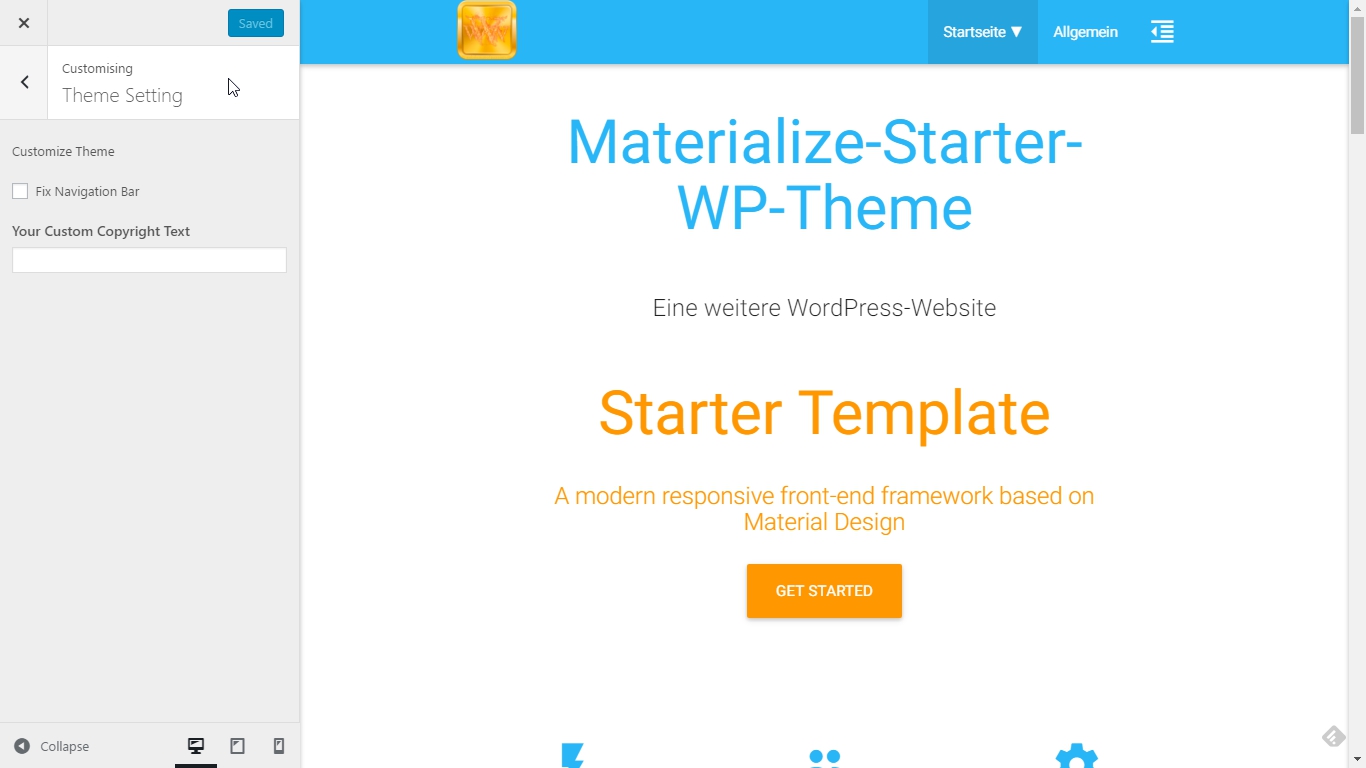 Saved
Customising
Theme Setting
Customize Theme
Fix Navigation Bar
Your Custom Copyright Text
Collapse
Startseite ▼
Allgemein
Materialize-Starter-
WP-Theme
Eine weitere WordPress-Website
Starter Template
A modern responsive front-end framework based on
Material Design
GET STARTED